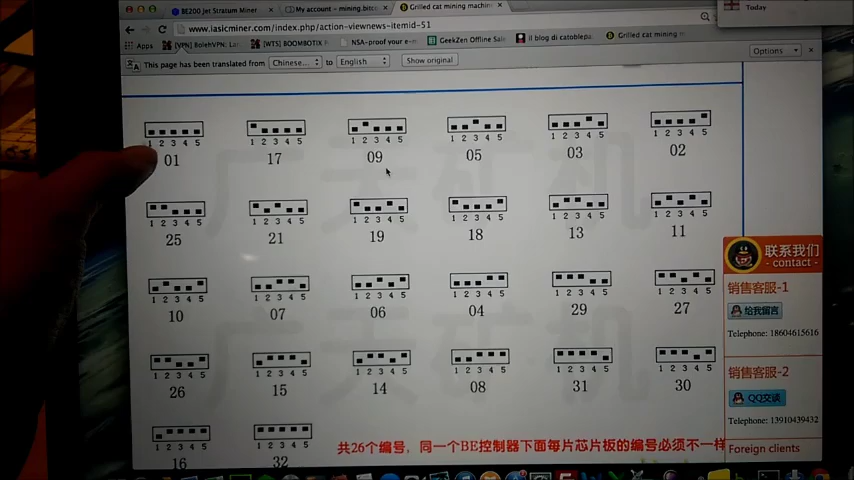 BE200 Jet Stratum Miner
My account - mining.bitco
Grilled cat mining machin
Today
www.iasicminer.com/index.php/action-viewnews-itemid-51
Apps
[VPN] BolehVPN: Lar
[WTS] BOOMBOTIX R
NSA-proof your e-m
GeekZen Offline Sale
Il blog di catoblepa
Grilled cat mining m
This page has been translated from Chinese... to English Show original Options
1 2 3 4 5 1 2 3 4 5 1 2 3 4 5 1 2 3 4 5 1 2 3 4 5 1 2 3 4 5
01 17 09 05 03 02
1 2 3 4 5 1 2 3 4 5 1 2 3 4 5 1 2 3 4 5 1 2 3 4 5 1 2 3 4 5
25 21 19 18 13 11
1 2 3 4 5 1 2 3 4 5 1 2 3 4 5 1 2 3 4 5 1 2 3 4 5 1 2 3 4 5
10 07 06 04 29 27
1 2 3 4 5 1 2 3 4 5 1 2 3 4 5 1 2 3 4 5 1 2 3 4 5 1 2 3 4 5
26 15 14 08 31 30
1 2 3 4 5 1 2 3 4 5
16 32
共26个编号，同一个BE控制器下面每片芯片板的编号必须不一样
联系我们
- contact -
销售客服-1
给我留言
Telephone: 18604615616
销售客服-2
QQ交谈
Telephone: 13910439432
Foreign clients